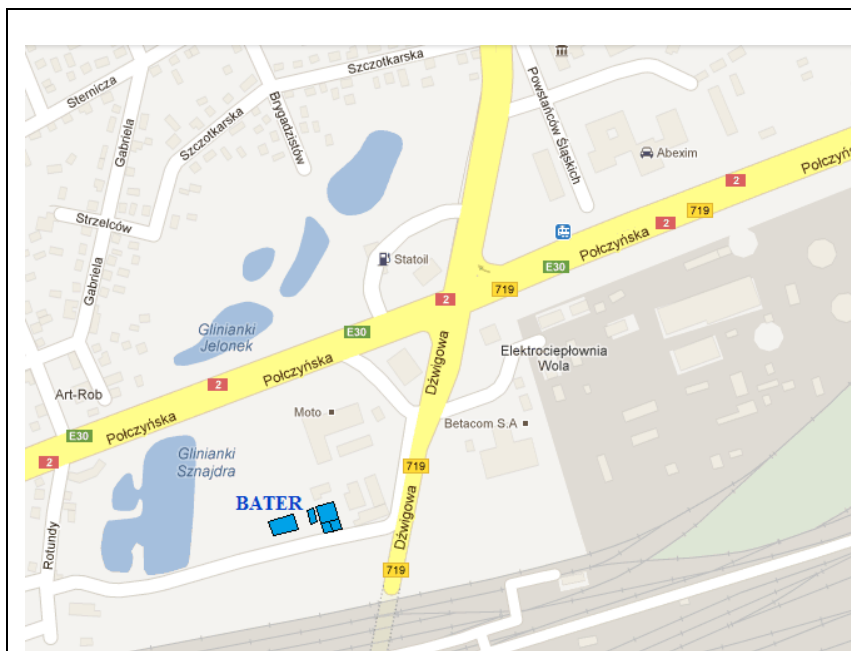 Szczotkarska
Sternicza
Gabriela
Szczotkarska
Brygadzistów
Powstańców Śląskich
Abexim
2
Połczyńs
719
2
Strzelców
Połczyńska
E30
Statoil
719
Gabriela
2
Glinianki
Jelonek
E30
Połczyńska
Dźwigowa
Elektrociepłownia
Wola
2
Art-Rob
Moto
Betacom S.A
Połczyńska
E30
2
Glinianki
Sznajdra
719
BATER
Rotundy
Dźwigowa
719